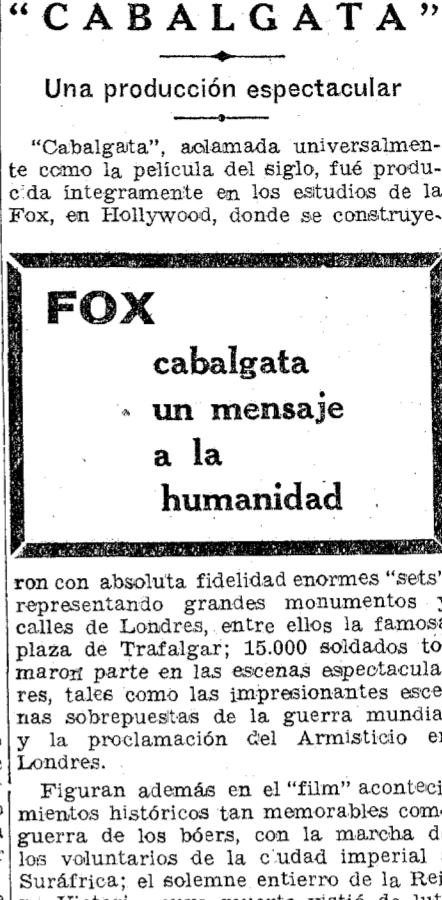 “CABALGATA”
Una producción espectacular
“Cabalgata”, aclamada universalmen-
te como la película del siglo, fué produ-
cida íntegramente en los estudios de la
Fox, en Hollywood, donde se construye-
FOX
cabalgata
un mensaje
a la
humanidad
ron con absoluta fidelidad enormes “sets”
representando grandes monumentos y
calles de Londres, entre ellos la famosa
plaza de Trafalgar; 15.000 soldados to
maron parte en las escenas espectacula
res, tales como las impresionantes esce
nas sobrepuestas de la guerra mundia
y la proclamación del Armisticio en
Londres.
Figuran además en el “film” aconteci
mientos históricos tan memorables com
guerra de los bóers, con la marcha d
los voluntarios de la ciudad imperial
Suráfrica; el solemne entierro de la Rei